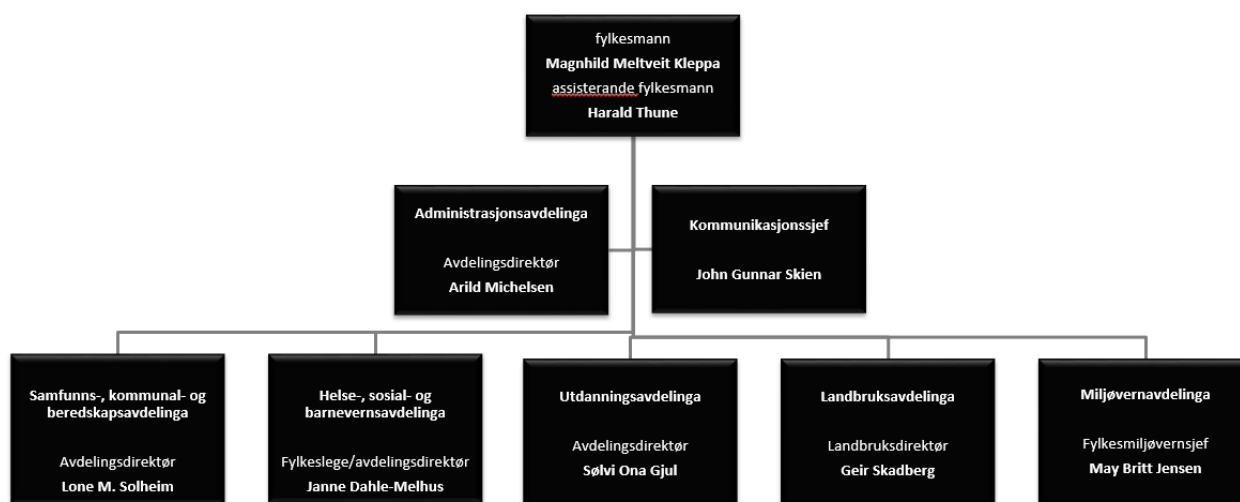 fylkesmann
Magnhild Meltveit Kleppa
assisterande fylkesmann
Harald Thune
Administrasjonsavdelinga
Avdelingsdirektør
Arild Michelsen
Kommunikasjonssjef
John Gunnar Skien
Samfunns-, kommunal- og
beredskapsavdelinga
Avdelingsdirektør
Lone M. Solheim
Helse-, sosial- og
barnevernsavdelinga
Fylkeslege/avdelingsdirektør
Janne Dahle-Melhus
Utdanningsavdelinga
Avdelingsdirektør
Sølvi Ona Gjul
Landbruksavdelinga
Landbruksdirektør
Geir Skadberg
Miljøvernavdelinga
Fylkesmiljøvernsjef
May Britt Jensen